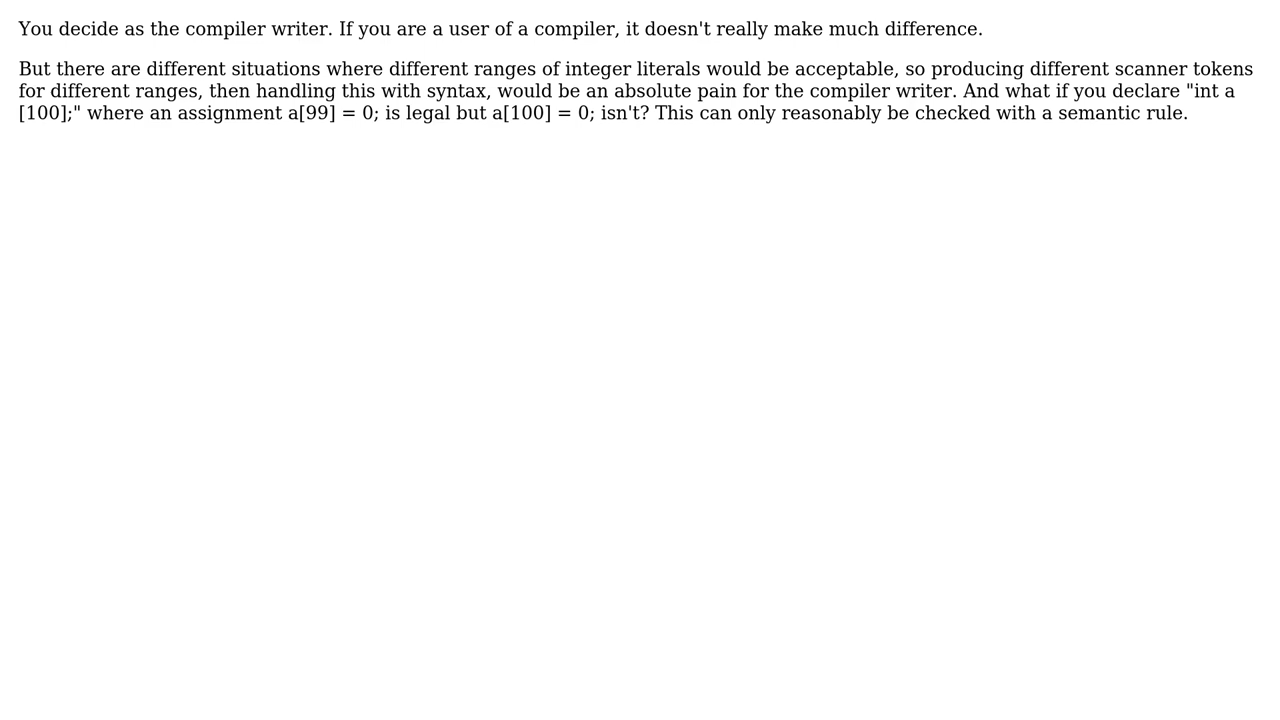 You decide as the compiler writer. If you are a user of a compiler, it doesn't really make much difference.
But there are different situations where different ranges of integer literals would be acceptable, so producing different scanner tokens
for different ranges, then handling this with syntax, would be an absolute pain for the compiler writer. And what if you declare "int a
[100];" where an assignment a[99] = 0; is legal but a[100] = 0; isn't? This can only reasonably be checked with a semantic rule.